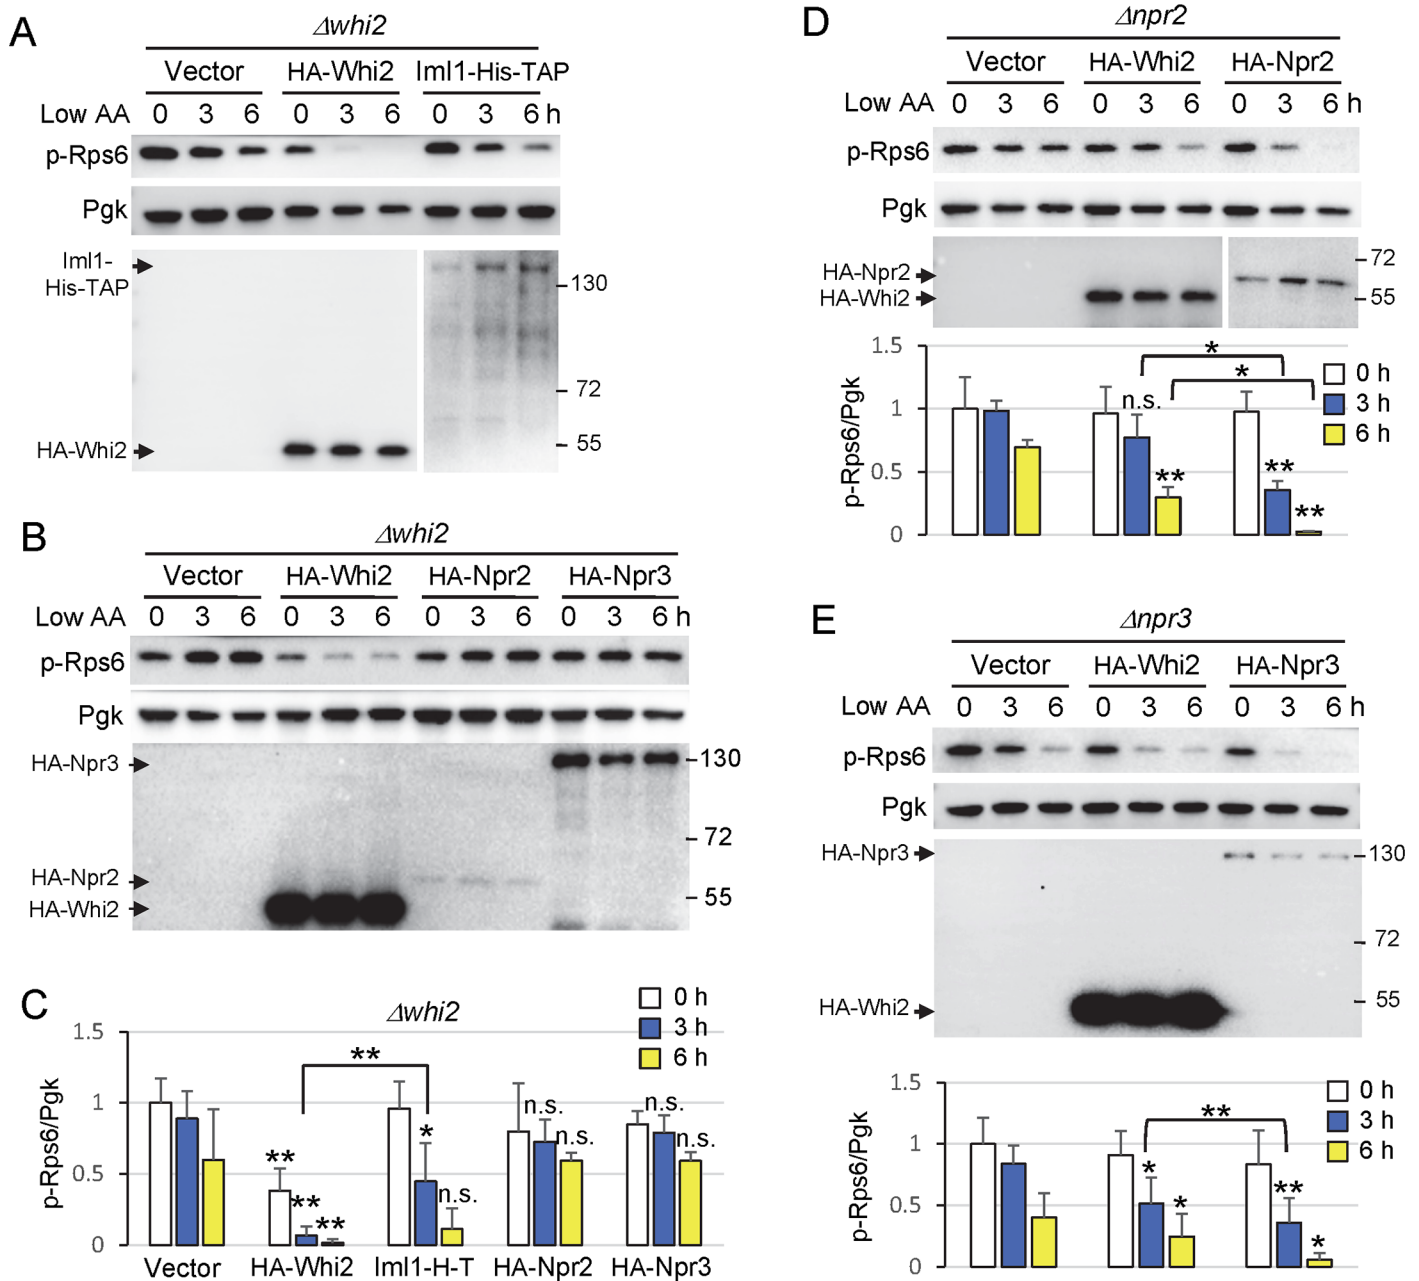 A
Δwhi2
Vector HA-Whi2 Iml1-His-TAP
Low AA 0 3 6 0 3 6 0 3 6 h
p-Rps6
Pgk
Iml1-
His-TAP
130
72
55
HA-Whi2
B
Δwhi2
Vector HA-Whi2 HA-Npr2 HA-Npr3
Low AA 0 3 6 0 3 6 0 3 6 0 3 6 h
p-Rps6
Pgk
HA-Npr3
130
72
HA-Npr2
55
HA-Whi2
C
Δwhi2
0 h
3 h
6 h
p-Rps6/Pgk
1.5
1
0.5
0
**
** **
**
*
n.s.
n.s.
n.s.
n.s.
n.s.
Vector HA-Whi2 Iml1-H-T HA-Npr2 HA-Npr3
D
Δnpr2
Vector HA-Whi2 HA-Npr2
Low AA 0 3 6 0 3 6 0 3 6 h
p-Rps6
Pgk
72
HA-Npr2
HA-Whi2
55
p-Rps6/Pgk
1.5
1
0.5
0
*
*
n.s.
**
**
**
0 h
3 h
6 h
E
Δnpr3
Vector HA-Whi2 HA-Npr3
Low AA 0 3 6 0 3 6 0 3 6 h
p-Rps6
Pgk
HA-Npr3
130
72
55
HA-Whi2
p-Rps6/Pgk
1.5
1
0.5
0
**
*
*
**
*
0 h
3 h
6 h